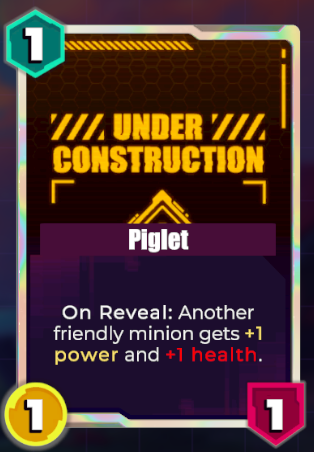 1
/// UNDER ///
CONSTRUCTION
Piglet
On Reveal: Another
friendly minion gets +1
power and +1 health.
1
1